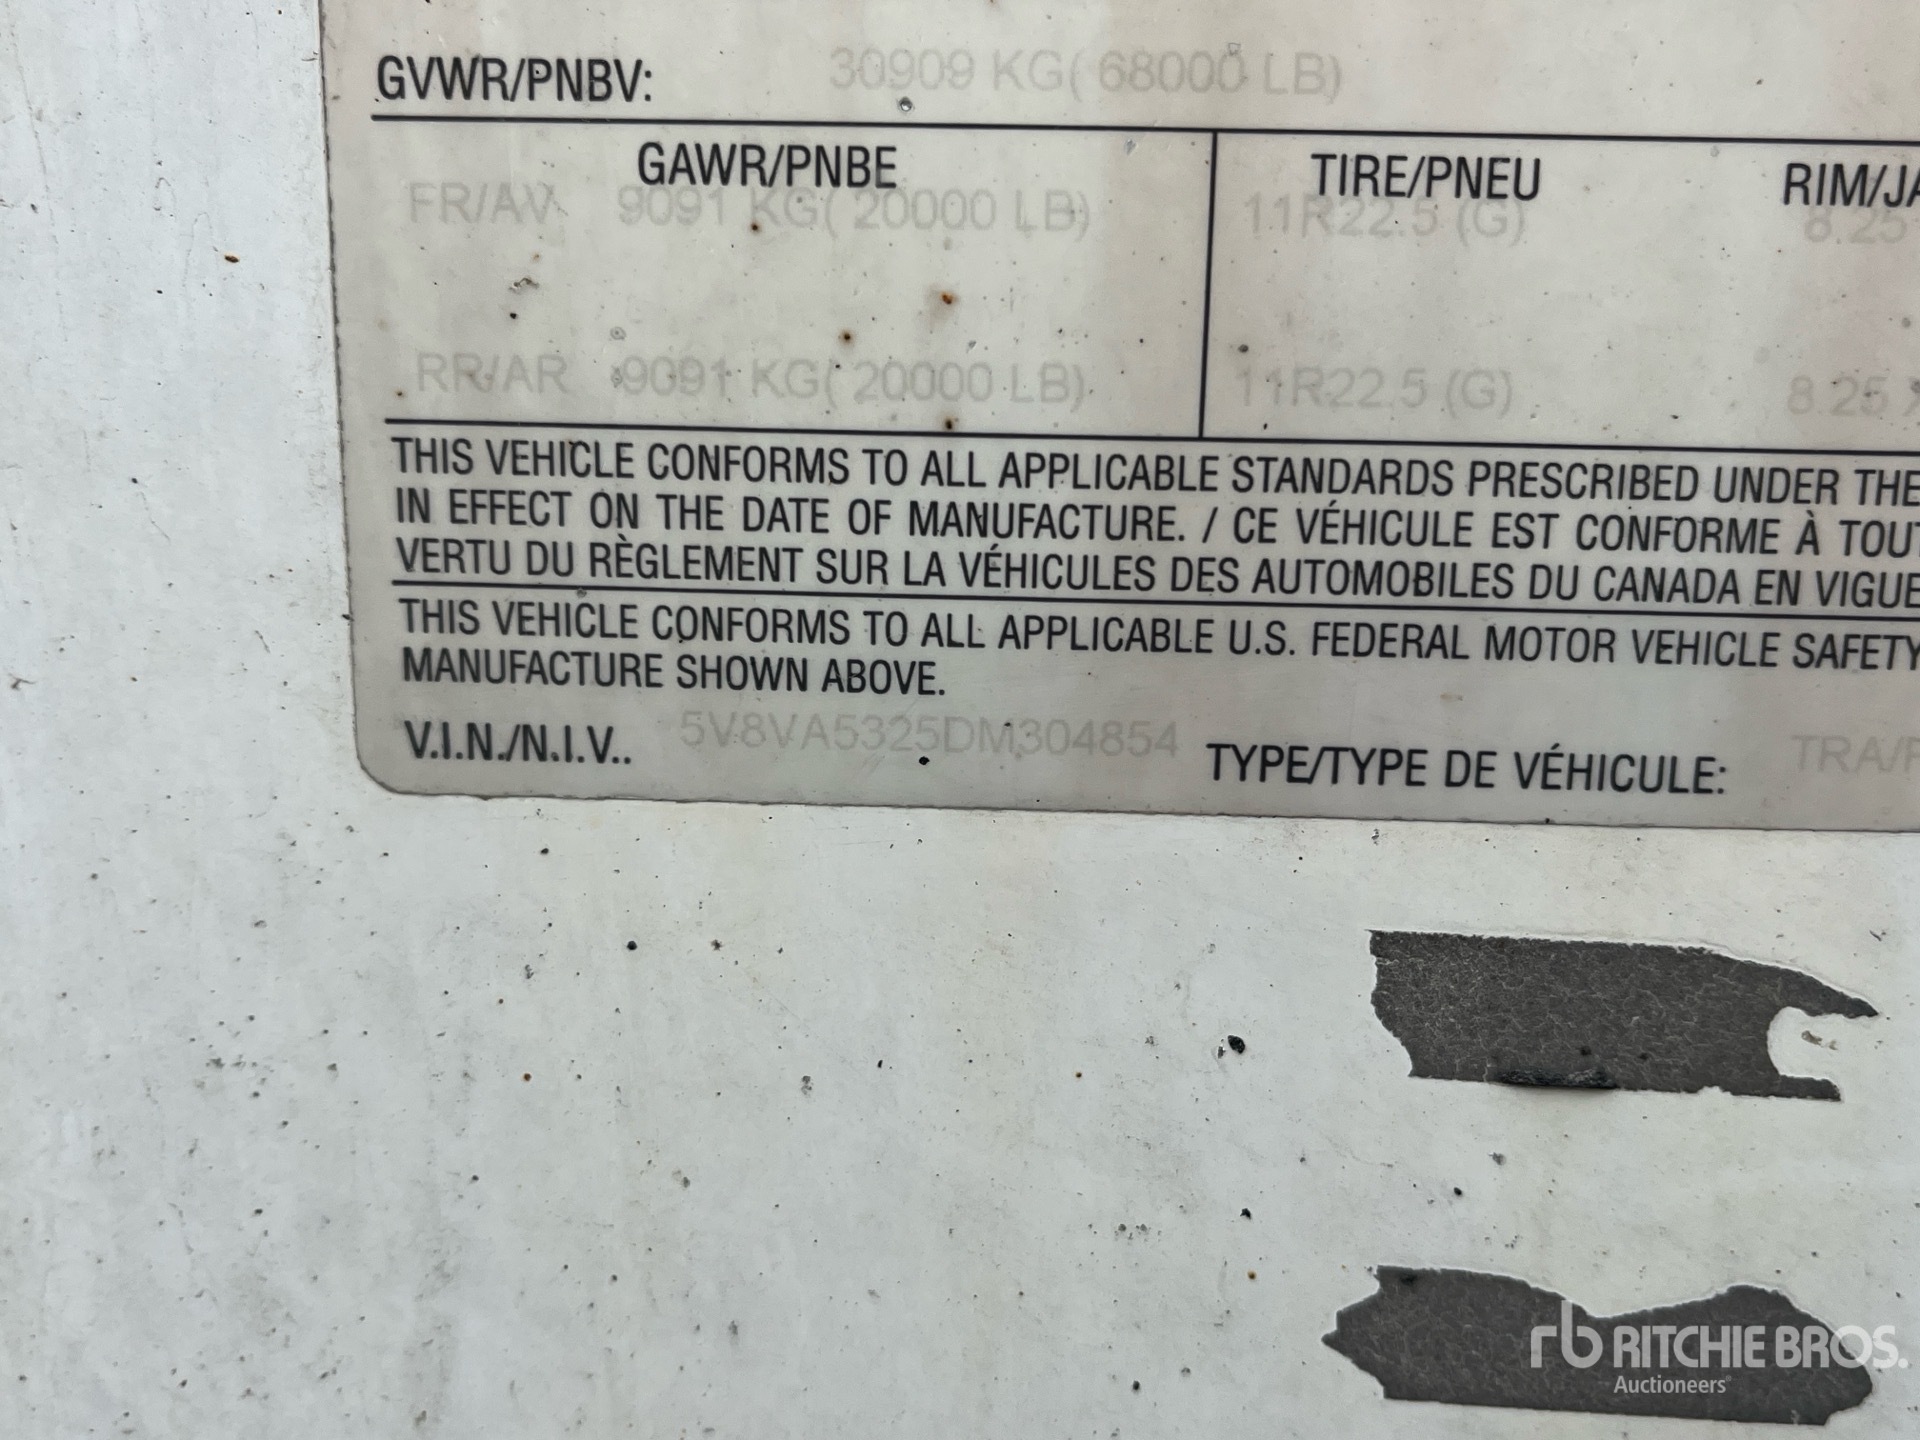 GVWR/PNBV: 30909 KG( 68000 LB)
GAWR/PNBE TIRE/PNEU RIM/JA
FR/AV 9091 KG( 20000 LB) 11R22.5 (G) 8.25
RR/AR 9091 KG( 20000 LB) 11R22.5 (G) 8.25 X
THIS VEHICLE CONFORMS TO ALL APPLICABLE STANDARDS PRESCRIBED UNDER THE
IN EFFECT ON THE DATE OF MANUFACTURE. / CE VÉHICULE EST CONFORME À TOUT
VERTU DU RÈGLEMENT SUR LA VÉHICULES DES AUTOMOBILES DU CANADA EN VIGUE
THIS VEHICLE CONFORMS TO ALL APPLICABLE U.S. FEDERAL MOTOR VEHICLE SAFETY
MANUFACTURE SHOWN ABOVE.
V.I.N./N.I.V.. 5V8VA5325DM304854 TYPE/TYPE DE VÉHICULE: TRA/R
rb RITCHIE BROS.
Auctioneers